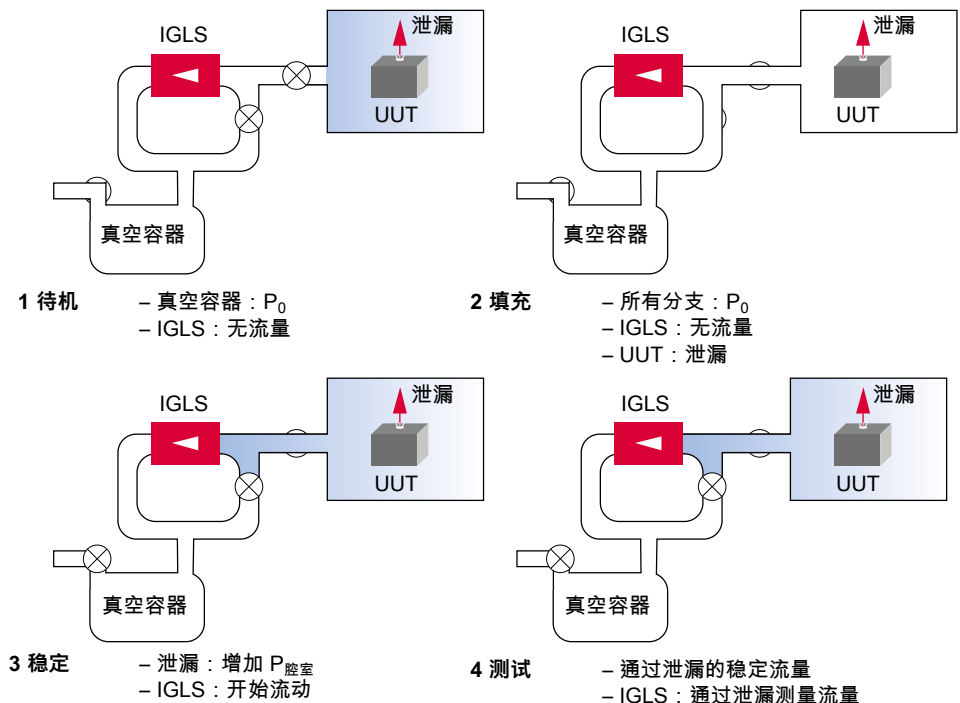 IGLS
泄漏
UUT
真空容器
1 待机
– 真空容器：P₀
– IGLS：无流量
IGLS
泄漏
UUT
真空容器
2 填充
– 所有分支：P₀
– IGLS：无流量
– UUT：泄漏
IGLS
泄漏
UUT
真空容器
3 稳定
– 泄漏：增加 P腔室
– IGLS：开始流动
IGLS
泄漏
UUT
真空容器
4 测试
– 通过泄漏的稳定流量
– IGLS：通过泄漏测量流量